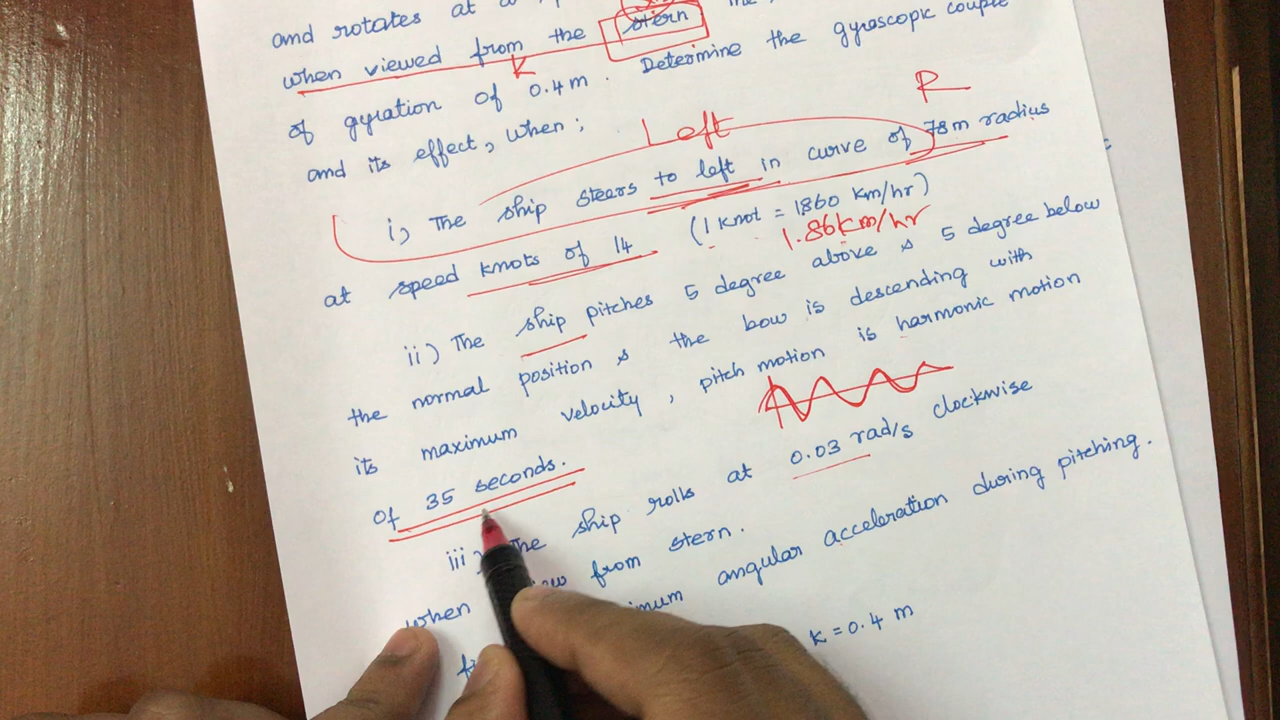 and rotates at a
when viewed from the stern the
K
of gyration of 0.4m. Determine the gyroscopic couple
and its effect, when;
Left
R
i, The ship steers to left in curve of 78m radius
at speed knots of 14 (1 knot = 1860 km/hr)
1.86km/hr
ii) The ship pitches 5 degree above & 5 degree below
the normal position & the bow is descending with
its maximum velocity, pitch motion is harmonic motion
of 35 seconds.
iii) The ship rolls at 0.03 rad/s clockwise
when from stern.
angular acceleration during pitching.
K = 0.4 m